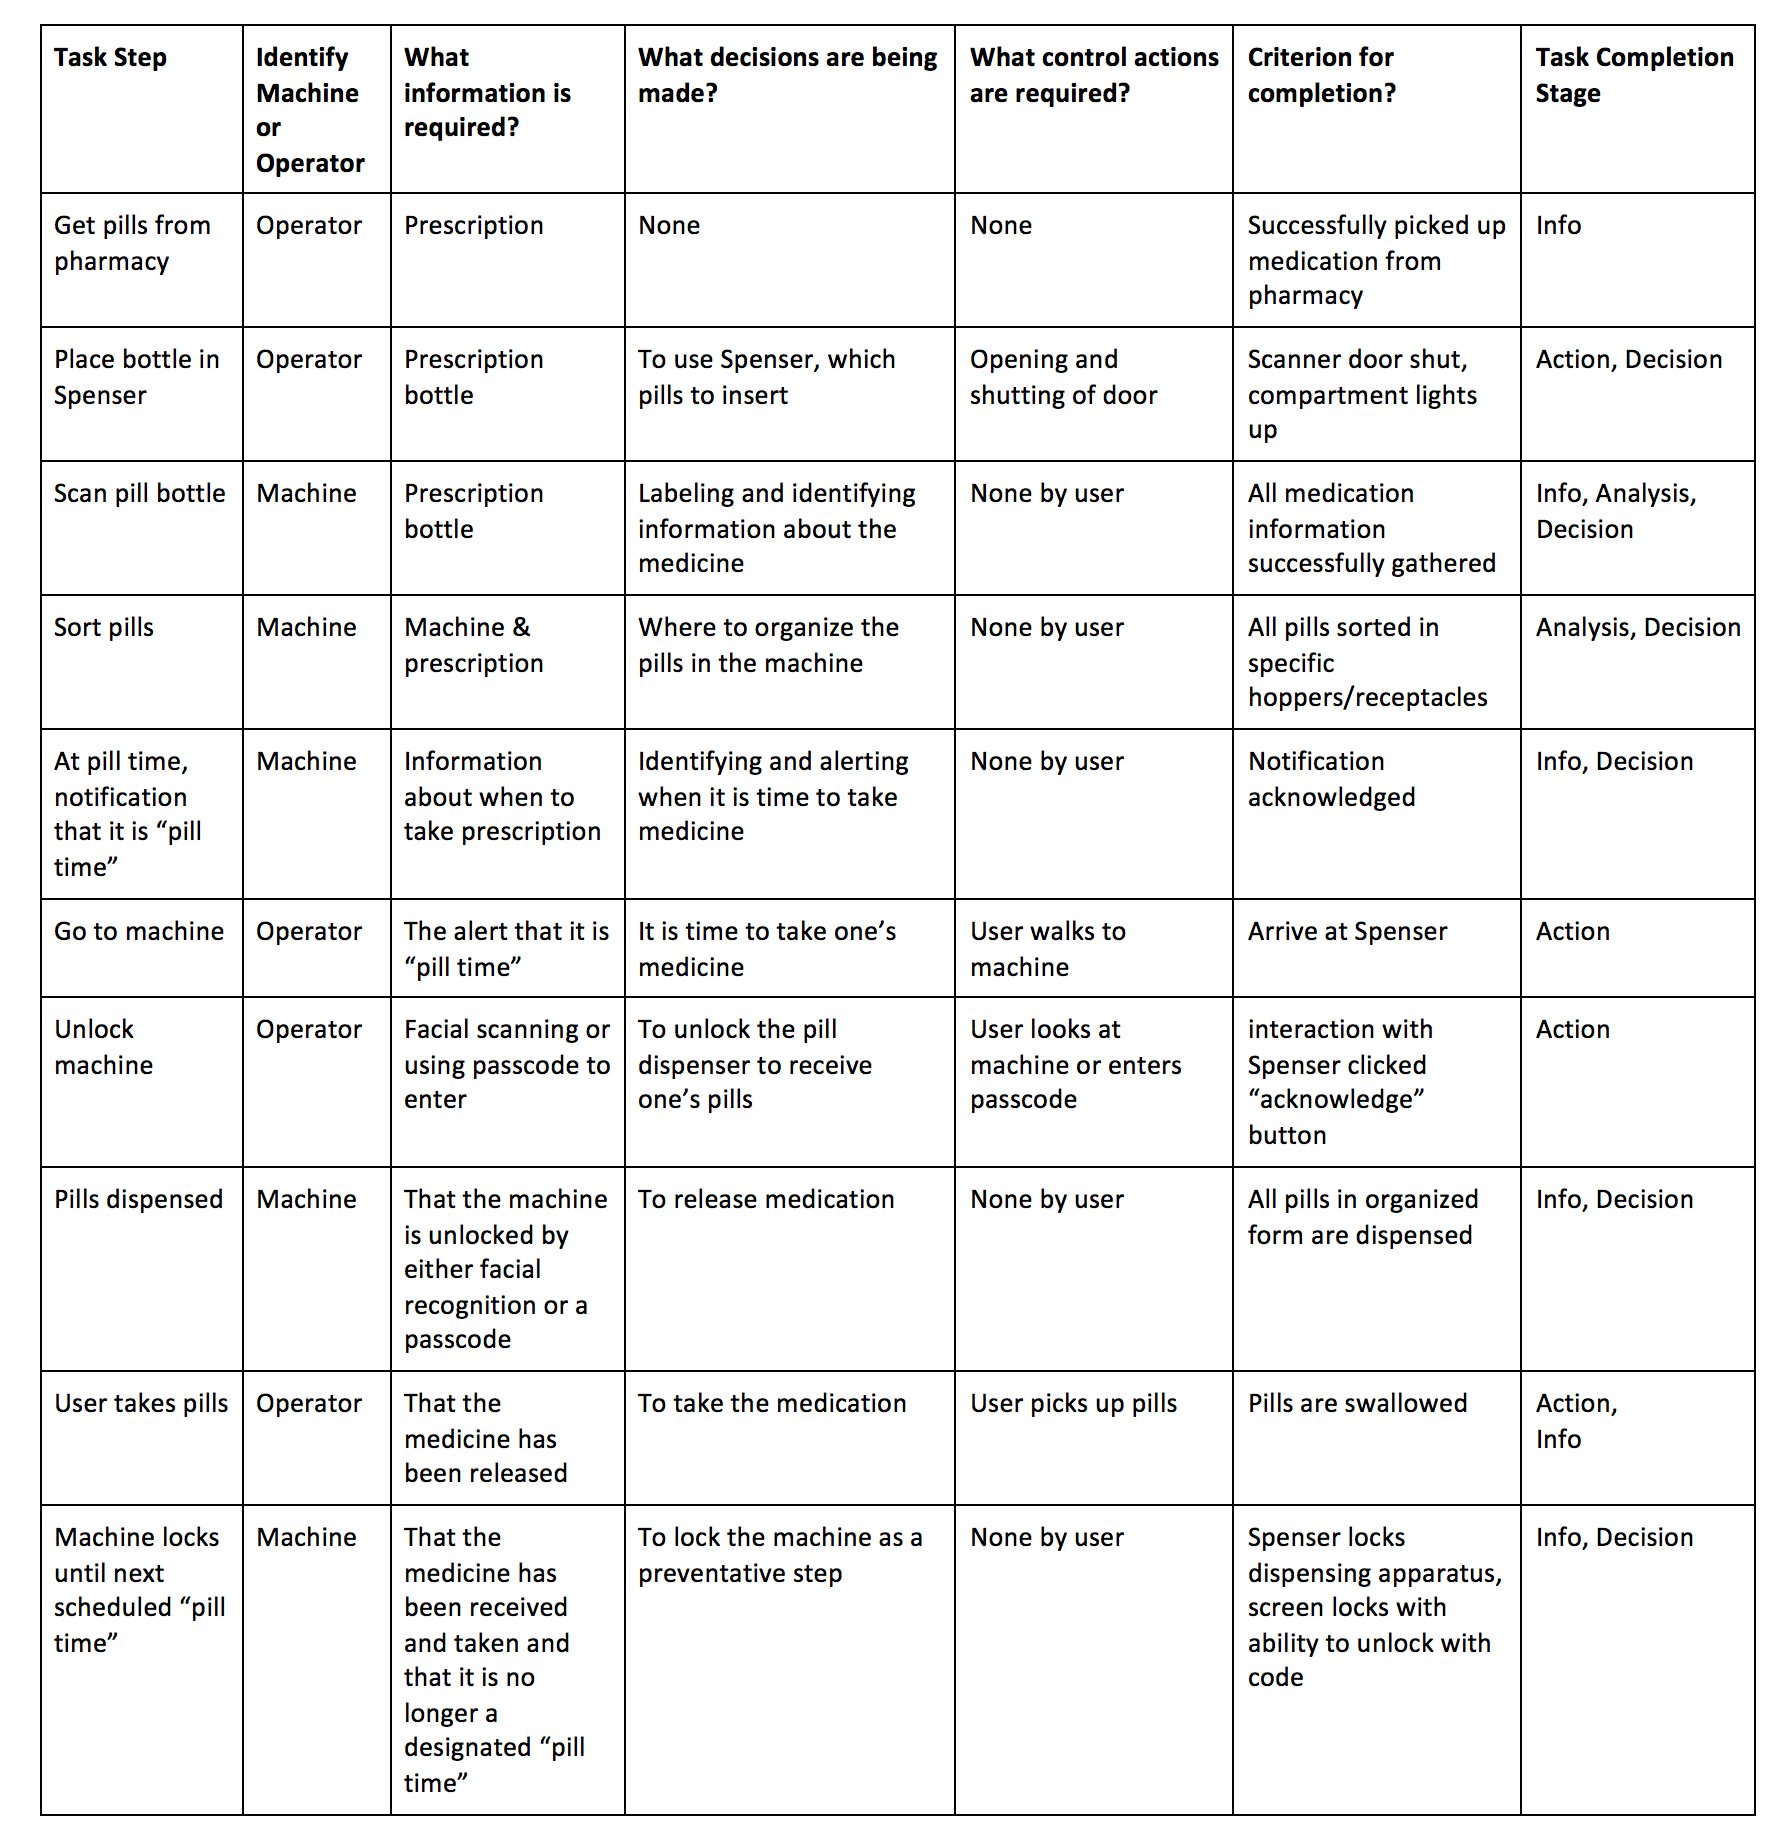 Task Step
Identify
Machine
or
Operator
What
information is
required?
What decisions are being
made?
What control actions
are required?
Criterion for
completion?
Task Completion
Stage
Get pills from
pharmacy
Operator
Prescription
None
None
Successfully picked up
medication from
pharmacy
Info
Place bottle in
Spenser
Operator
Prescription
bottle
To use Spenser, which
pills to insert
Opening and
shutting of door
Scanner door shut,
compartment lights
up
Action, Decision
Scan pill bottle
Machine
Prescription
bottle
Labeling and identifying
information about the
medicine
None by user
All medication
information
successfully gathered
Info, Analysis,
Decision
Sort pills
Machine
Machine &
prescription
Where to organize the
pills in the machine
None by user
All pills sorted in
specific
hoppers/receptacles
Analysis, Decision
At pill time,
notification
that it is “pill
time”
Machine
Information
about when to
take prescription
Identifying and alerting
when it is time to take
medicine
None by user
Notification
acknowledged
Info, Decision
Go to machine
Operator
The alert that it is
“pill time”
It is time to take one’s
medicine
User walks to
machine
Arrive at Spenser
Action
Unlock
machine
Operator
Facial scanning or
using passcode to
enter
To unlock the pill
dispenser to receive
one’s pills
User looks at
machine or enters
passcode
interaction with
Spenser clicked
“acknowledge”
button
Action
Pills dispensed
Machine
That the machine
is unlocked by
either facial
recognition or a
passcode
To release medication
None by user
All pills in organized
form are dispensed
Info, Decision
User takes pills
Operator
That the
medicine has
been released
To take the medication
User picks up pills
Pills are swallowed
Action,
Info
Machine locks
until next
scheduled “pill
time”
Machine
That the
medicine has
been received
and taken and
that it is no
longer a
designated “pill
time”
To lock the machine as a
preventative step
None by user
Spenser locks
dispensing apparatus,
screen locks with
ability to unlock with
code
Info, Decision